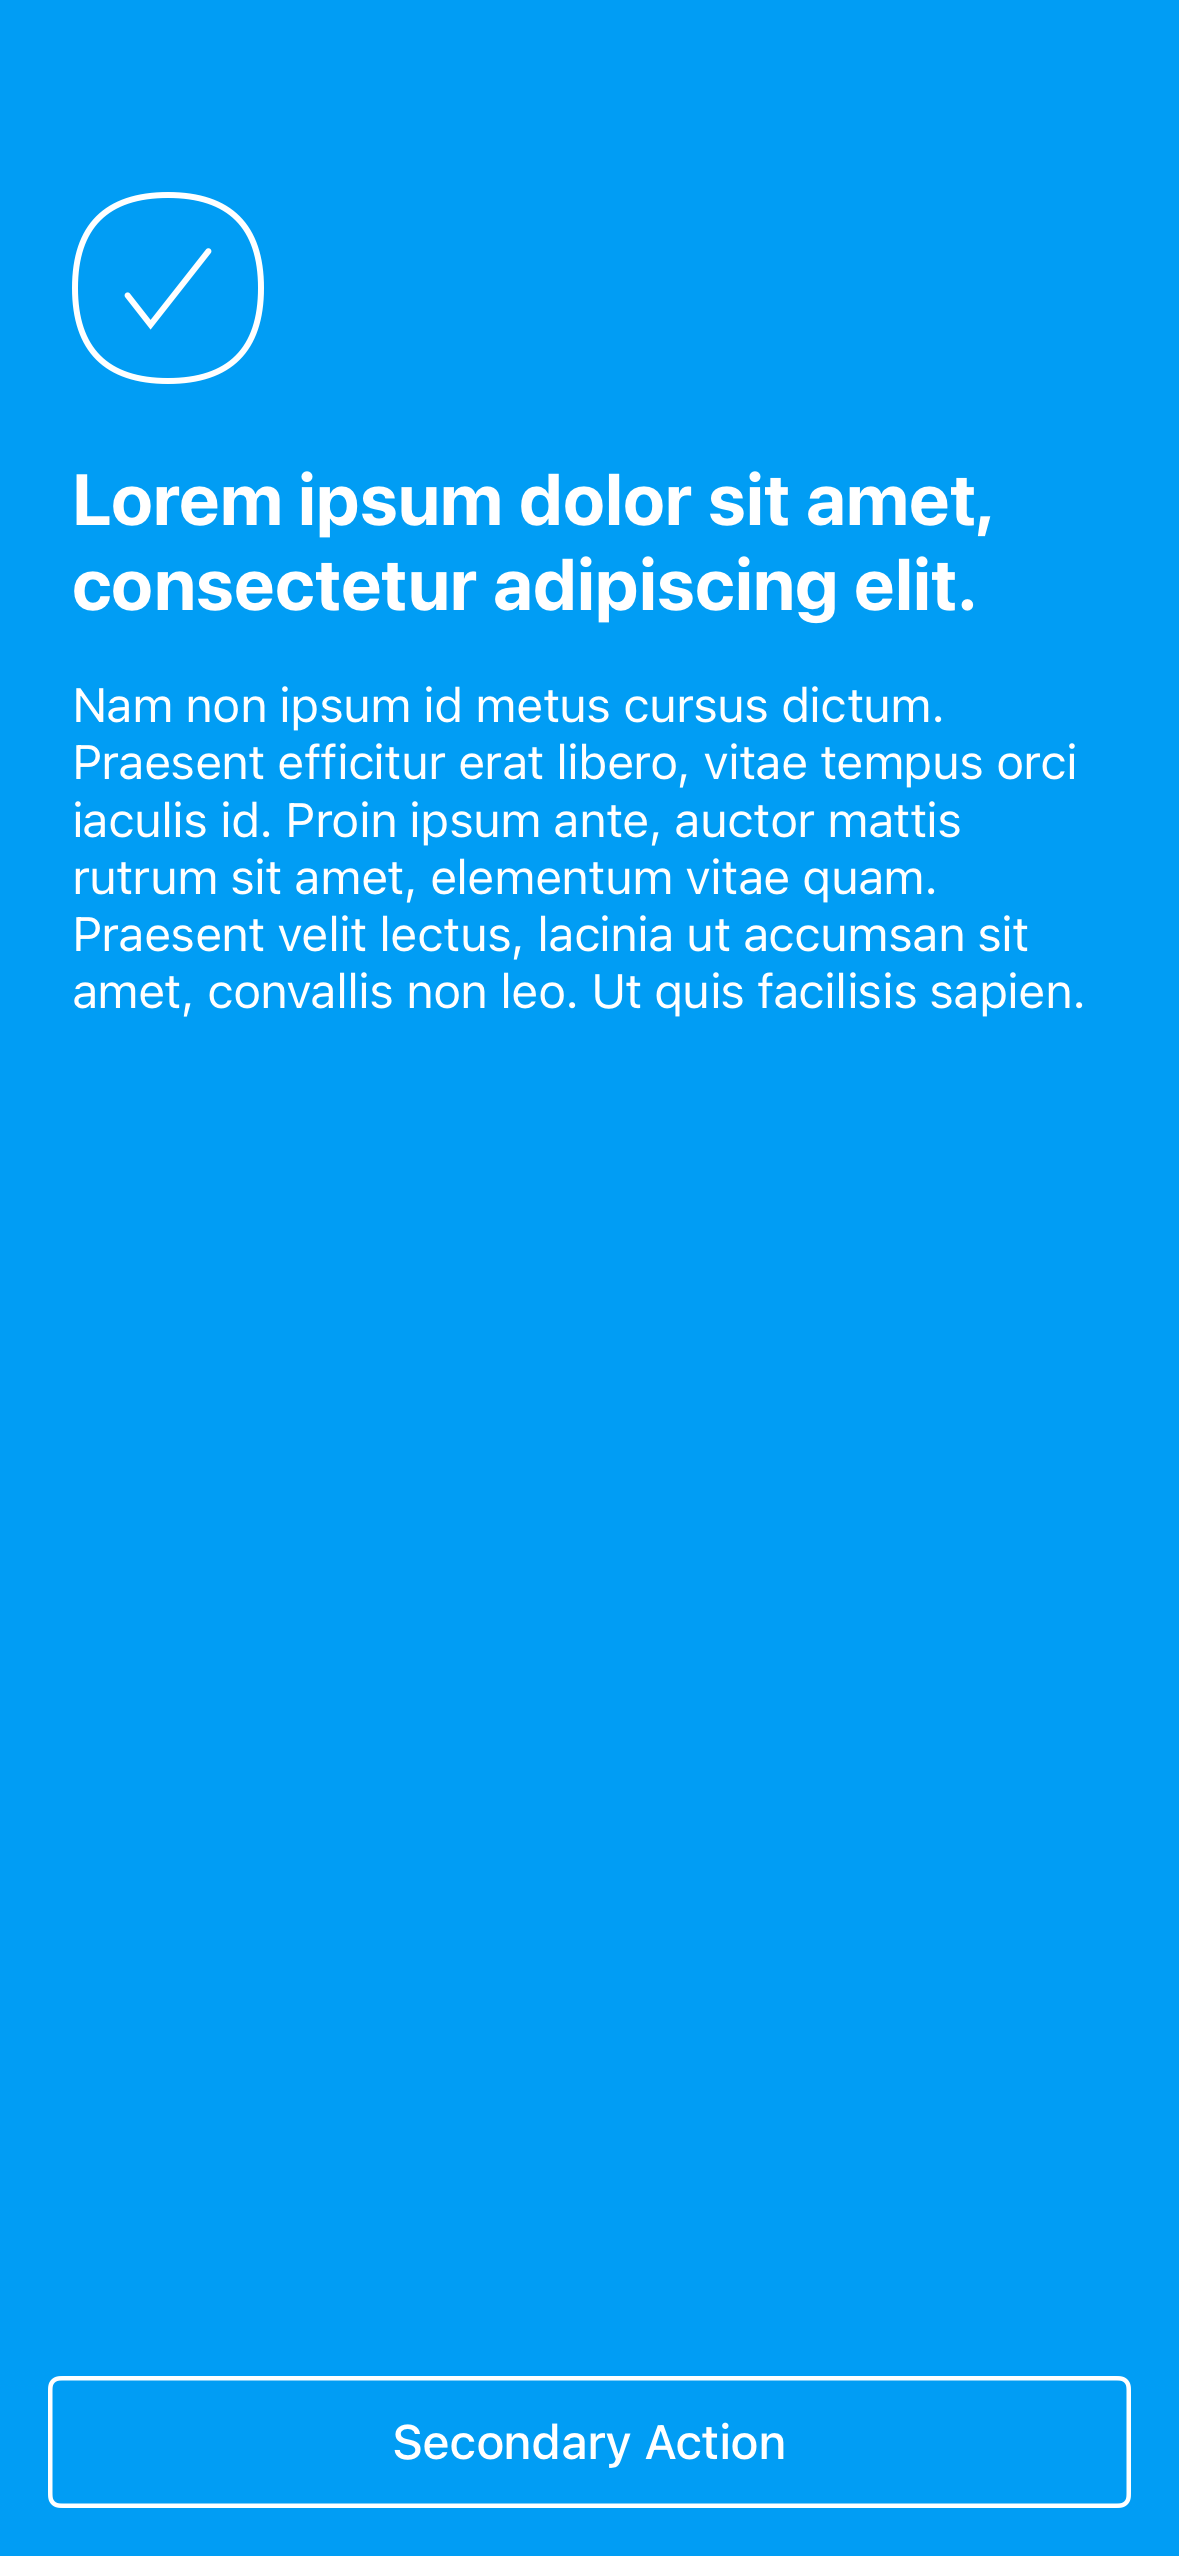 Lorem ipsum dolor sit amet,
consectetur adipiscing elit.
Nam non ipsum id metus cursus dictum.
Praesent efficitur erat libero, vitae tempus orci
iaculis id. Proin ipsum ante, auctor mattis
rutrum sit amet, elementum vitae quam.
Praesent velit lectus, lacinia ut accumsan sit
amet, convallis non leo. Ut quis facilisis sapien.
Secondary Action